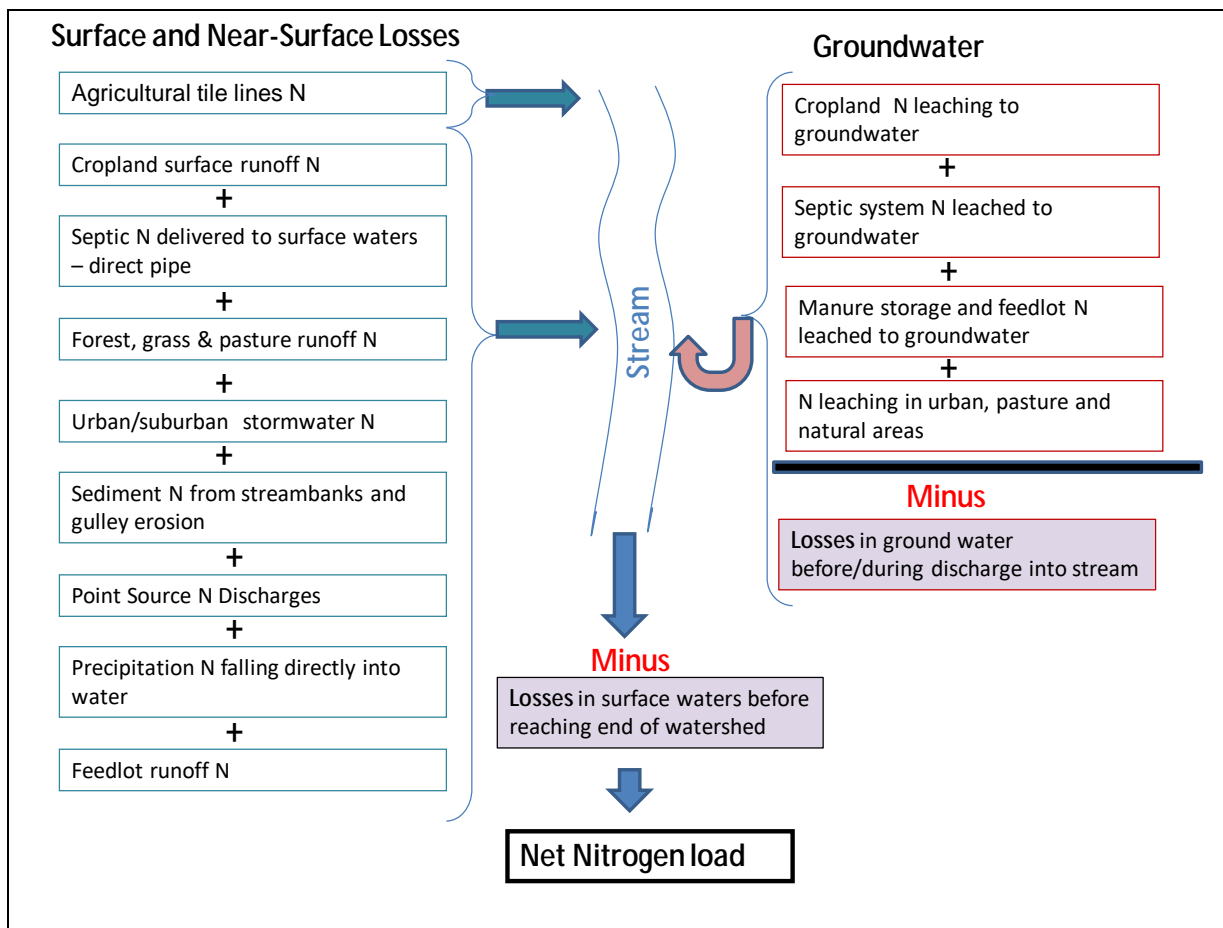 Surface and Near-Surface Losses
Agricultural tile lines N
Cropland surface runoff N
+
Septic N delivered to surface waters
– direct pipe
+
Forest, grass & pasture runoff N
+
Urban/suburban stormwater N
+
Sediment N from streambanks and
gulley erosion
+
Point Source N Discharges
+
Precipitation N falling directly into
water
+
Feedlot runoff N
Stream
Minus
Losses in surface waters before
reaching end of watershed
Net Nitrogen load
Groundwater
Cropland N leaching to
groundwater
+
Septic system N leached to
groundwater
+
Manure storage and feedlot N
leached to groundwater
+
N leaching in urban, pasture and
natural areas
Minus
Losses in ground water
before/during discharge into stream